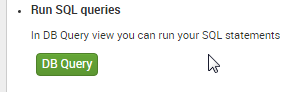 Run SQL queries
In DB Query view you can run your SQL statements
DB Query